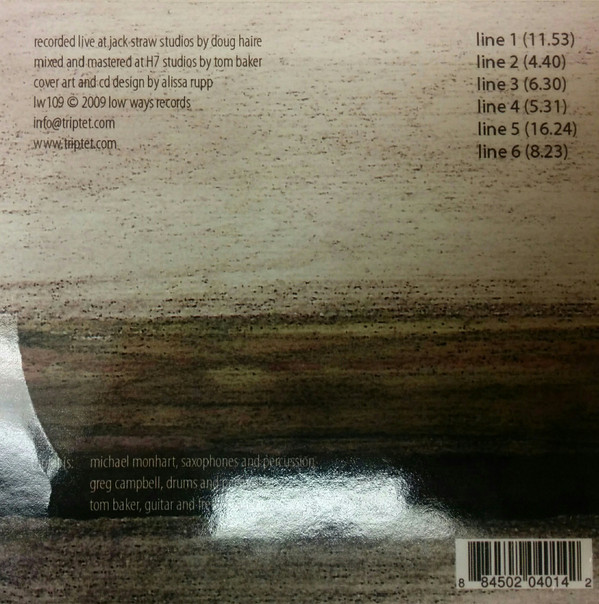 recorded live at jack straw studios by doug haire
mixed and mastered at H7 studios by tom baker
cover art and cd design by alissa rupp
lw109 © 2009 low ways records
info@triptet.com
www.triptet.com
line 1 (11.53)
line 2 (4.40)
line 3 (6.30)
line 4 (5.31)
line 5 (16.24)
line 6 (8.23)
michael monhart, saxophones and percussion
greg campbell, drums and
tom baker, guitar and
8 84502 04014 2